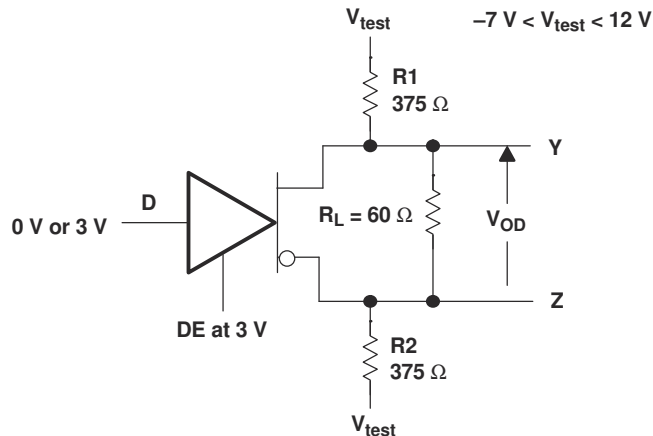 V_test
–7 V < V_test < 12 V
R1
375 Ω
Y
D
0 V or 3 V
R_L = 60 Ω
V_OD
Z
DE at 3 V
R2
375 Ω
V_test